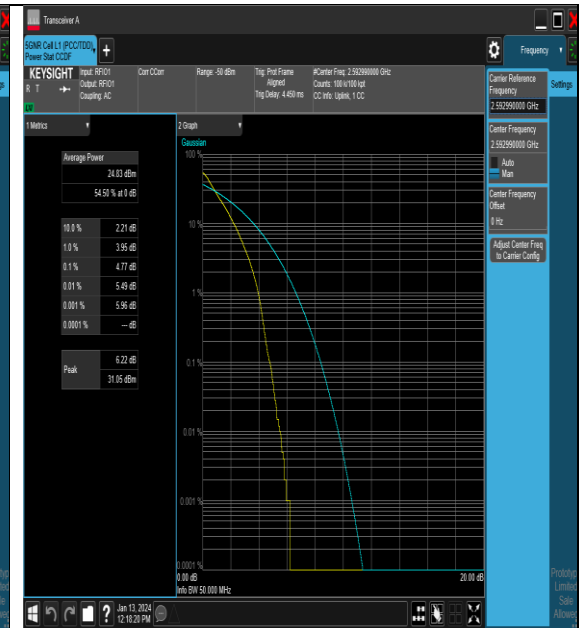 Transceiver A
5GNR Cell L1 (PCC/TDD),
Power Stat CCDF
+
Frequency
KEYSIGHT
R T
LV
Input: RFIO1
Output: RFIO1
Coupling: AC
Corr CCorr
Range: -50 dBm
Trig: Prot Frame
Aligned
Trig Delay: 4.450 ms
#Center Freq: 2.592990000 GHz
Counts: 100 k/100 kpt
CC Info: Uplink, 1 CC
Carrier Reference
Frequency
2.592990000 GHz
Settings
Center Frequency
2.592990000 GHz
Auto
Man
Center Frequency
Offset
0 Hz
Adjust Center Freq
to Carrier Config
1 Metrics
Average Power
24.83 dBm
54.50 % at 0 dB
10.0 % 2.21 dB
1.0 % 3.95 dB
0.1 % 4.77 dB
0.01 % 5.49 dB
0.001 % 5.96 dB
0.0001 % --- dB
Peak 6.22 dB
31.05 dBm
2 Graph
Gaussian
100 %
10 %
1 %
0.1 %
0.01 %
0.001 %
0.0001 %
0.00 dB 20.00 dB
Info BW 50.000 MHz
Jan 13, 2024
12:18:20 PM
?